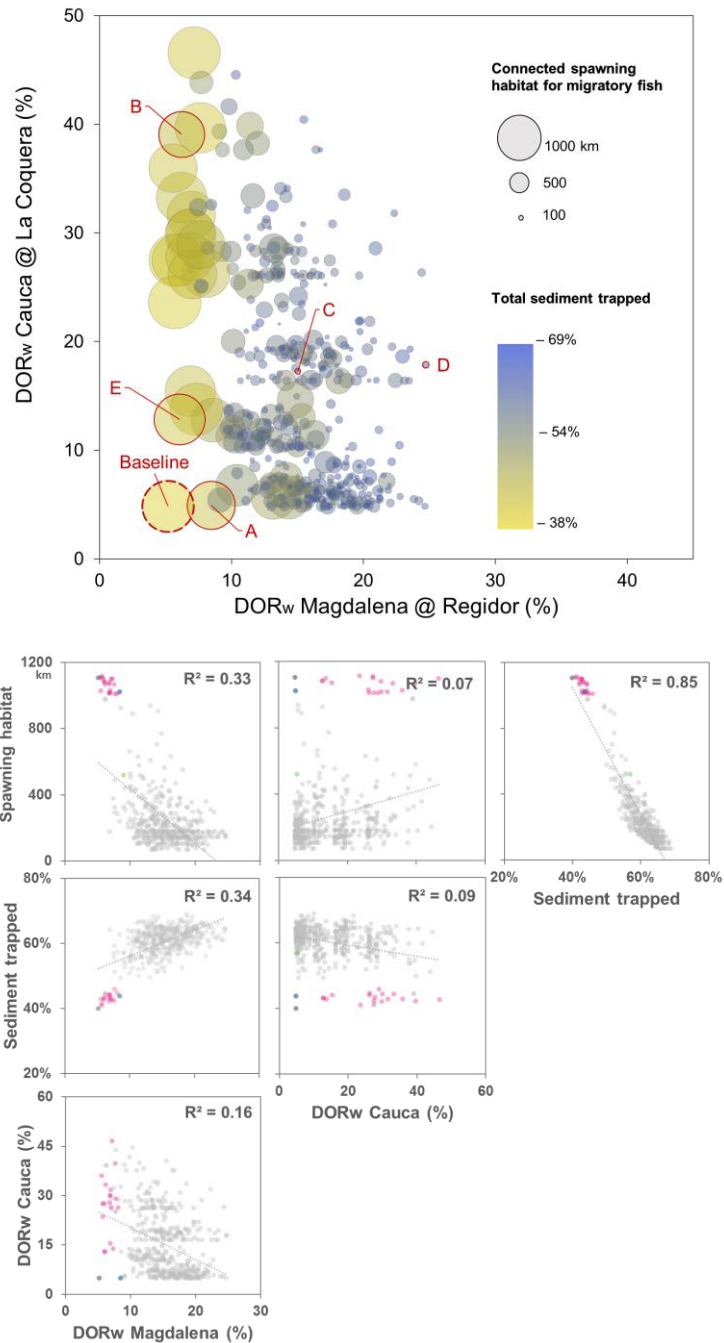 50
40
30
20
10
0
DORw Cauca @ La Coquera (%)
B
E
Baseline
A
C
D
Connected spawning
habitat for migratory fish
1000 km
500
100
Total sediment trapped
– 69%
– 54%
– 38%
0
10
20
30
40
DORw Magdalena @ Regidor (%)
Spawning habitat
1200
km
800
400
0
R² = 0.33
R² = 0.07
R² = 0.85
20%
40%
60%
80%
Sediment trapped
Sediment trapped
80%
60%
40%
20%
R² = 0.34
R² = 0.09
0
20
40
60
DORw Cauca (%)
DORw Cauca (%)
60
45
30
15
0
R² = 0.16
0
10
20
30
DORw Magdalena (%)